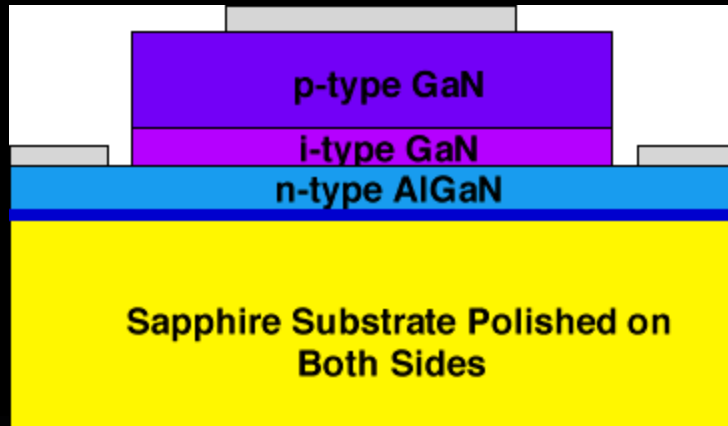 p-type GaN
i-type GaN
n-type AlGaN
Sapphire Substrate Polished on
Both Sides